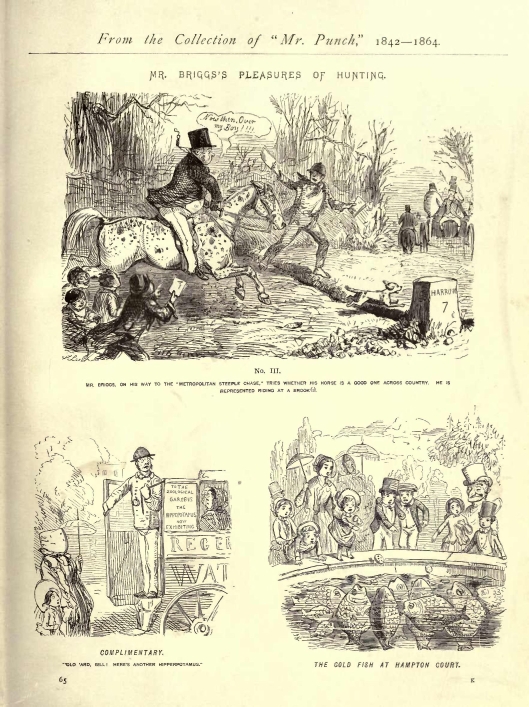 From the Collection of "Mr. Punch," 1842—1864.
MR. BRIGGS'S PLEASURES OF HUNTING.
Now then, Over
my Boy!!!!
HARROW
7
No. III.
MR. BRIGGS, ON HIS WAY TO THE "METROPOLITAN STEEPLE CHASE," TRIES WHETHER HIS HORSE IS A GOOD ONE ACROSS COUNTRY. HE IS
REPRESENTED RIDING AT A BROOK
TO THE
ZOOLOGICAL
GARDENS
THE
HIPPOPOTAMUS
NOW
EXHIBITING
REGE
WAT
COMPLIMENTARY.
"'OLD 'ARD, BILL! HERE'S ANOTHER HIPPERPOTAMUS."
THE GOLD FISH AT HAMPTON COURT.
65
E